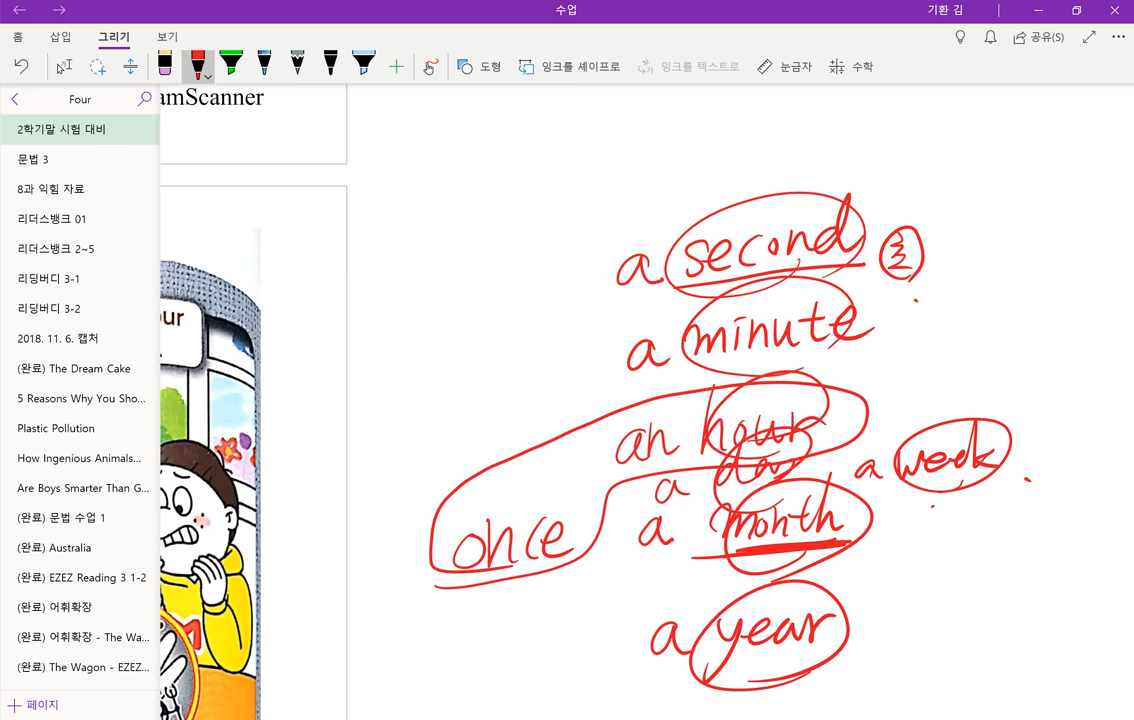 수업
기환 김
홈 삽입 그리기 보기
공유(S)
도형 잉크를 셰이프로 잉크를 텍스트로 눈금자 수학
Four
2학기말 시험 대비
문법 3
8과 익힘 자료
리더스뱅크 01
리더스뱅크 2~5
리딩버디 3-1
리딩버디 3-2
2018. 11. 6. 캡처
(완료) The Dream Cake
5 Reasons Why You Sho...
Plastic Pollution
How Ingenious Animals...
Are Boys Smarter Than G...
(완료) 문법 수업 1
(완료) Australia
(완료) EZEZ Reading 3 1-2
(완료) 어휘확장
(완료) 어휘확장 - The Wa...
(완료) The Wagon - EZEZ...
페이지
amScanner
our
a second 초
a minute
an hour
a day a week
once a month
a year